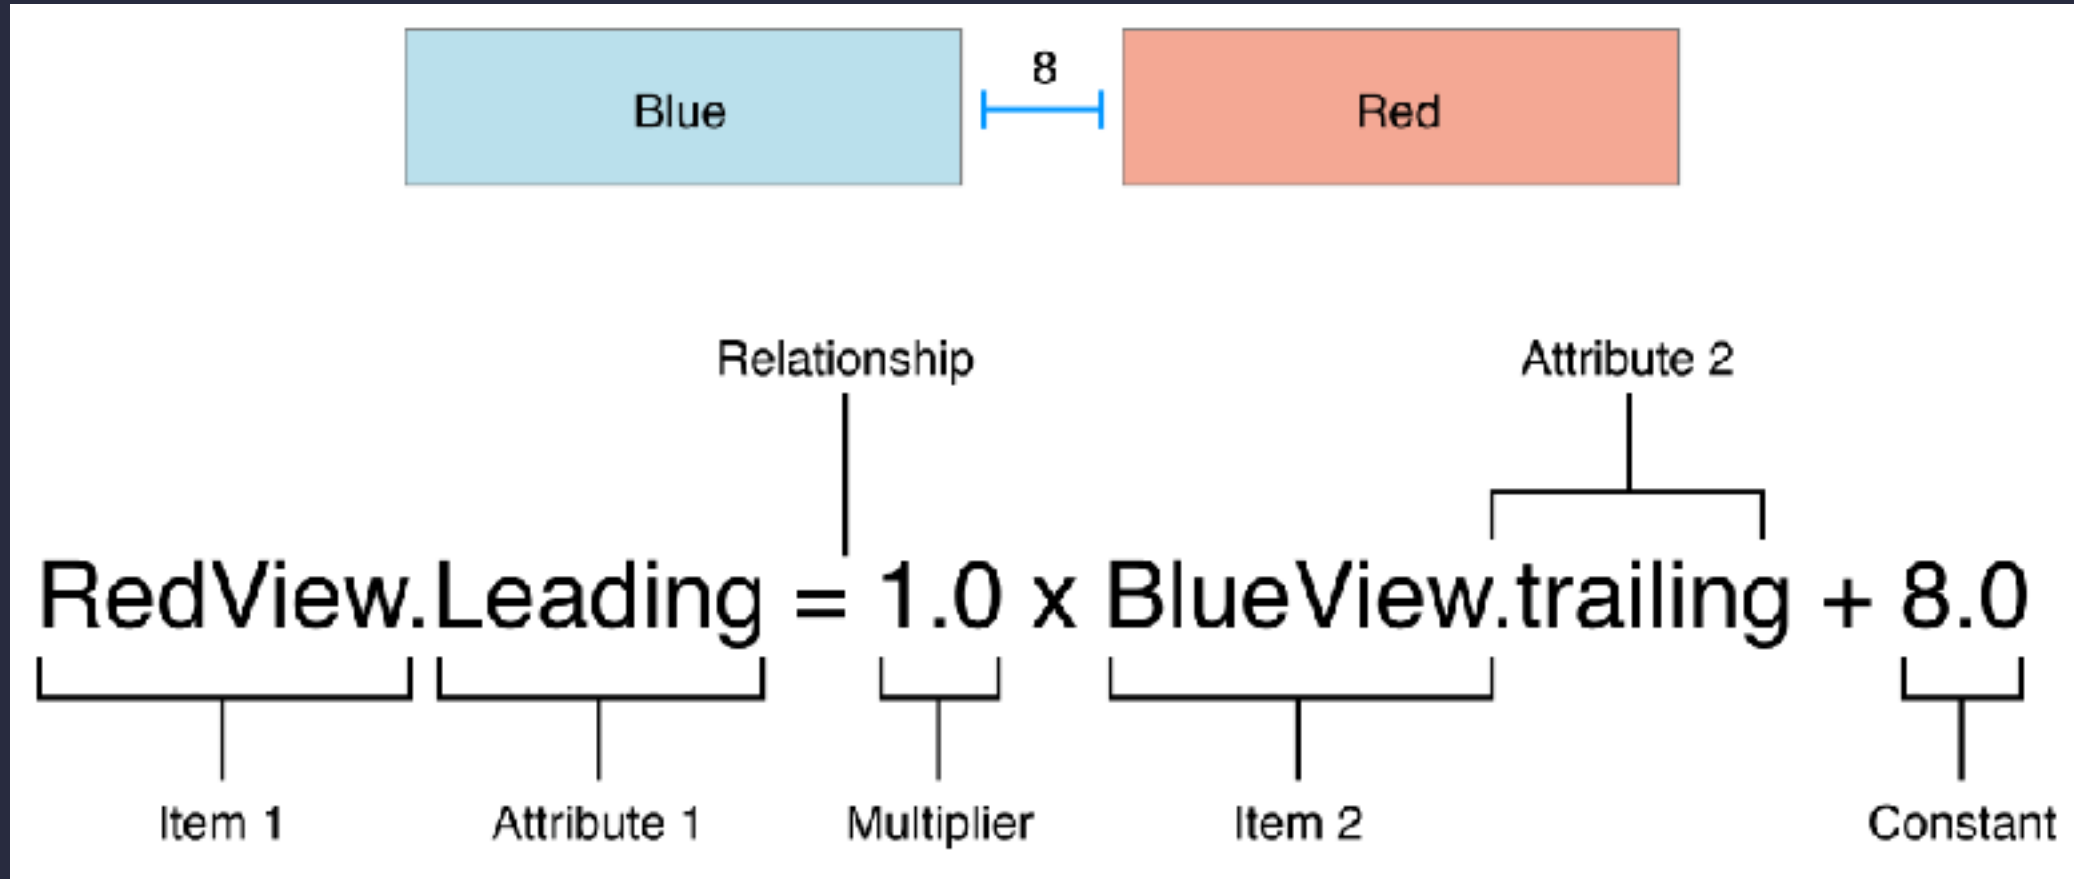 8
Blue
Red
Relationship
Attribute 2
RedView.Leading = 1.0 x BlueView.trailing + 8.0
Item 1
Attribute 1
Multiplier
Item 2
Constant